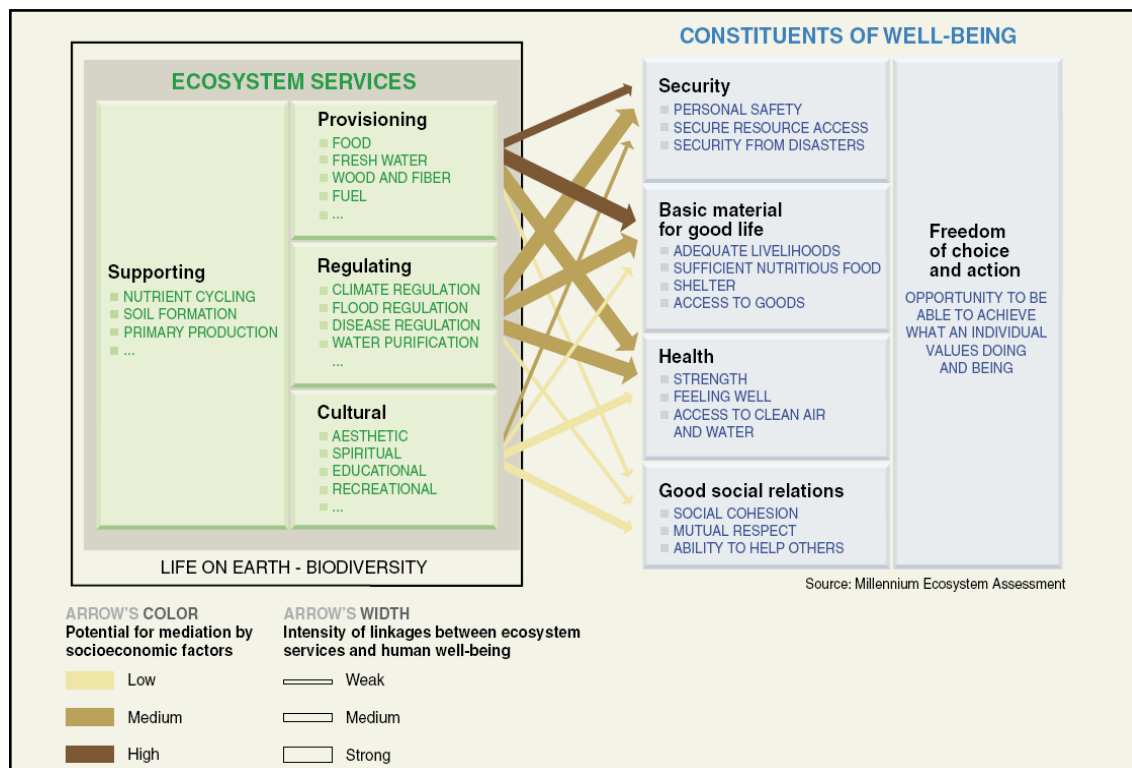 CONSTITUENTS OF WELL-BEING
ECOSYSTEM SERVICES
Supporting
NUTRIENT CYCLING
SOIL FORMATION
PRIMARY PRODUCTION
...
Provisioning
FOOD
FRESH WATER
WOOD AND FIBER
FUEL
...
Regulating
CLIMATE REGULATION
FLOOD REGULATION
DISEASE REGULATION
WATER PURIFICATION
...
Cultural
AESTHETIC
SPIRITUAL
EDUCATIONAL
RECREATIONAL
...
LIFE ON EARTH - BIODIVERSITY
Security
PERSONAL SAFETY
SECURE RESOURCE ACCESS
SECURITY FROM DISASTERS
Basic material
for good life
ADEQUATE LIVELIHOODS
SUFFICIENT NUTRITIOUS FOOD
SHELTER
ACCESS TO GOODS
Health
STRENGTH
FEELING WELL
ACCESS TO CLEAN AIR
AND WATER
Good social relations
SOCIAL COHESION
MUTUAL RESPECT
ABILITY TO HELP OTHERS
Freedom
of choice
and action
OPPORTUNITY TO BE
ABLE TO ACHIEVE
WHAT AN INDIVIDUAL
VALUES DOING
AND BEING
Source: Millennium Ecosystem Assessment
ARROW'S COLOR
Potential for mediation by
socioeconomic factors
Low
Medium
High
ARROW'S WIDTH
Intensity of linkages between ecosystem
services and human well-being
Weak
Medium
Strong